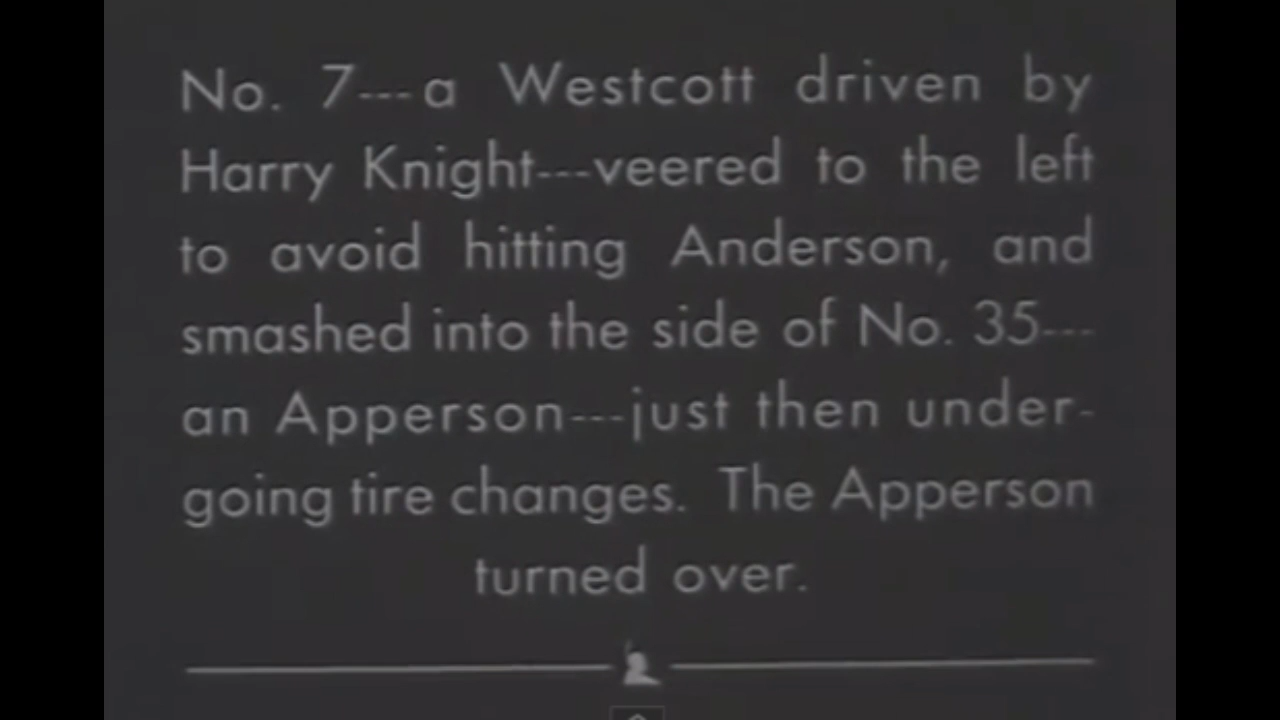 No. 7---a Westcott driven by
Harry Knight---veered to the left
to avoid hitting Anderson, and
smashed into the side of No. 35---
an Apperson---just then under-
going tire changes. The Apperson
turned over.